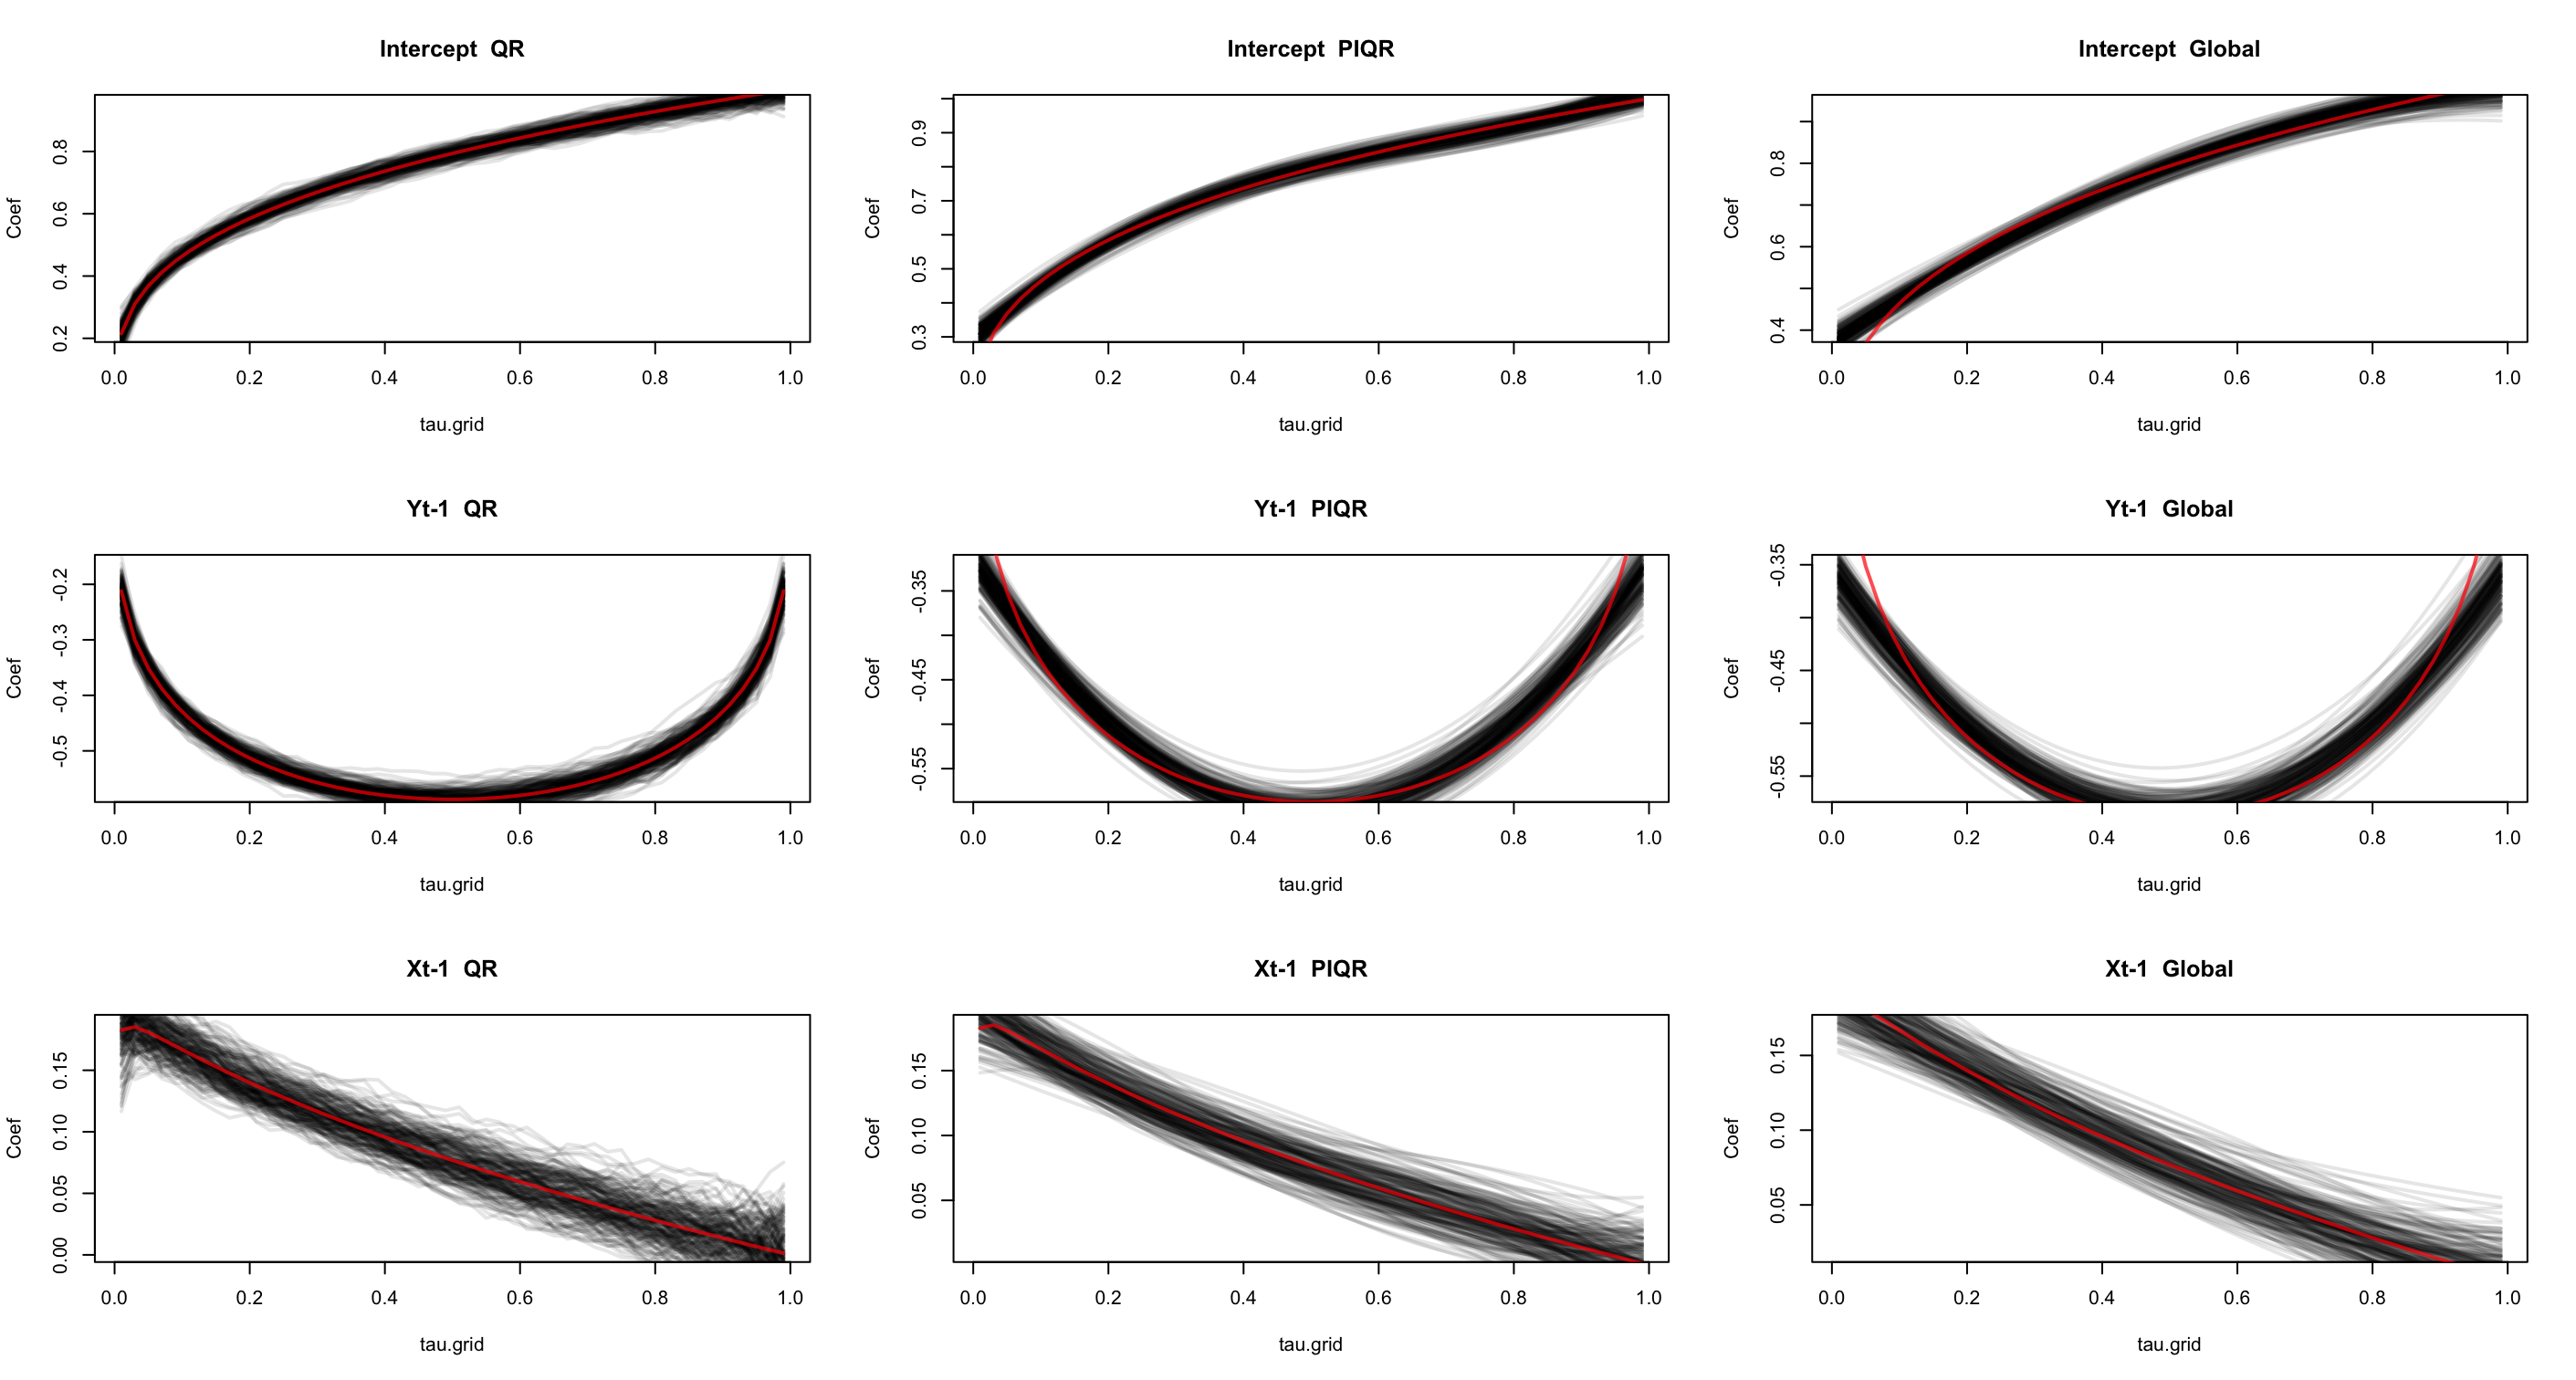 Intercept QR
Coef
0.2 0.4 0.6 0.8
0.0 0.2 0.4 0.6 0.8 1.0
tau.grid
Intercept PIQR
Coef
0.3 0.5 0.7 0.9
0.0 0.2 0.4 0.6 0.8 1.0
tau.grid
Intercept Global
Coef
0.4 0.6 0.8
0.0 0.2 0.4 0.6 0.8 1.0
tau.grid
Yt-1 QR
Coef
-0.5 -0.4 -0.3 -0.2
0.0 0.2 0.4 0.6 0.8 1.0
tau.grid
Yt-1 PIQR
Coef
-0.55 -0.45 -0.35
0.0 0.2 0.4 0.6 0.8 1.0
tau.grid
Yt-1 Global
Coef
-0.55 -0.45 -0.35
0.0 0.2 0.4 0.6 0.8 1.0
tau.grid
Xt-1 QR
Coef
0.00 0.05 0.10 0.15
0.0 0.2 0.4 0.6 0.8 1.0
tau.grid
Xt-1 PIQR
Coef
0.05 0.10 0.15
0.0 0.2 0.4 0.6 0.8 1.0
tau.grid
Xt-1 Global
Coef
0.05 0.10 0.15
0.0 0.2 0.4 0.6 0.8 1.0
tau.grid